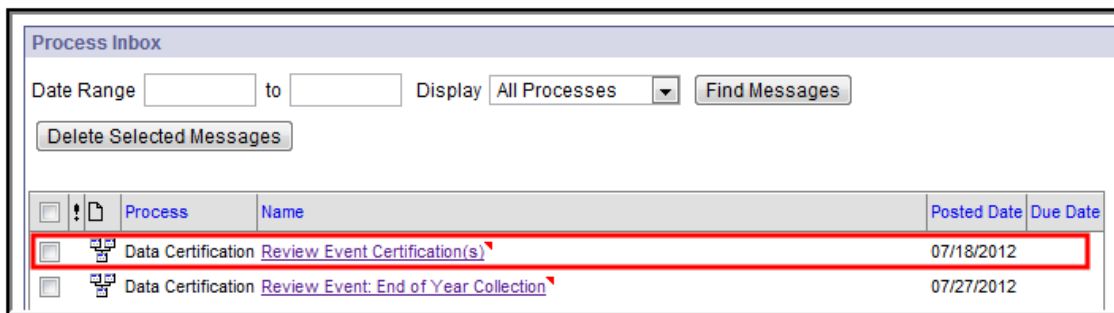 Process Inbox
Date Range to Display All Processes Find Messages
Delete Selected Messages
! Process Name Posted Date Due Date
Data Certification Review Event Certification(s) 07/18/2012
Data Certification Review Event: End of Year Collection 07/27/2012